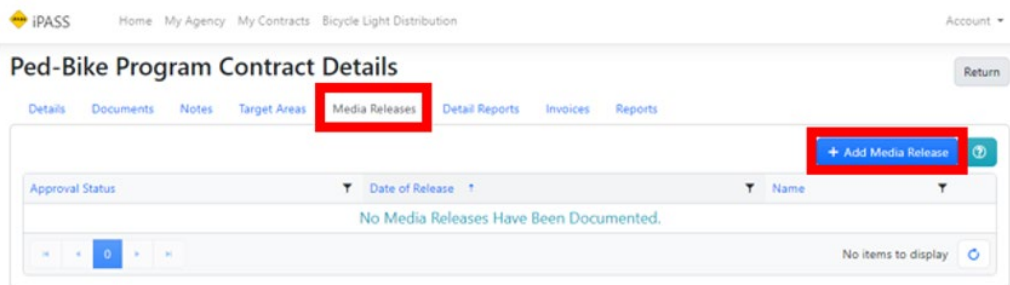 iPASS Home My Agency My Contracts Bicycle Light Distribution Account
Ped-Bike Program Contract Details
Return
Details Documents Notes Target Areas Media Releases Detail Reports Invoices Reports
+ Add Media Release ?
Approval Status Date of Release ↑ Name
No Media Releases Have Been Documented.
0 No items to display